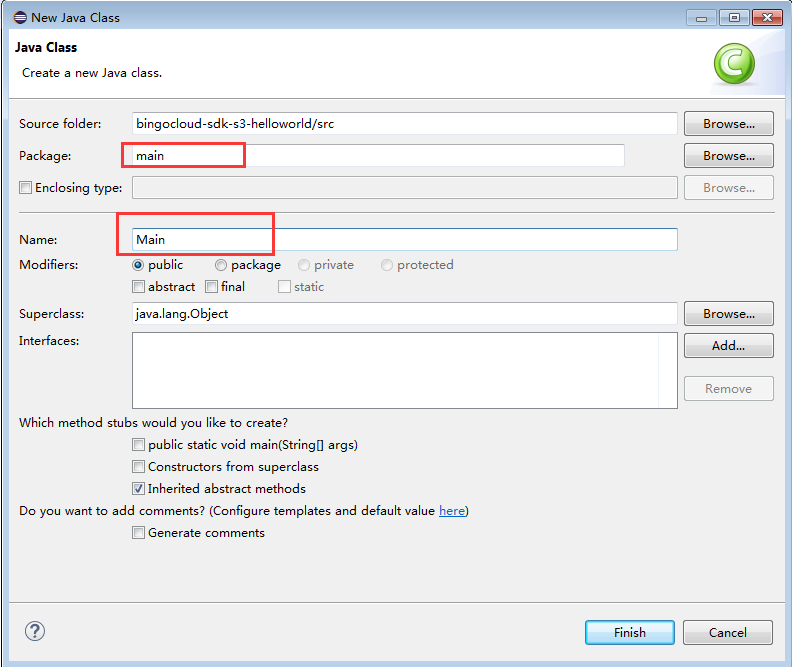 New Java Class
Java Class
Create a new Java class.
Source folder: bingocloud-sdk-s3-helloworld/src Browse...
Package: main Browse...
Enclosing type: Browse...
Name: Main
Modifiers: public package private protected
abstract final static
Superclass: java.lang.Object Browse...
Interfaces: Add...
Remove
Which method stubs would you like to create?
public static void main(String[] args)
Constructors from superclass
Inherited abstract methods
Do you want to add comments? (Configure templates and default value here)
Generate comments
? Finish Cancel